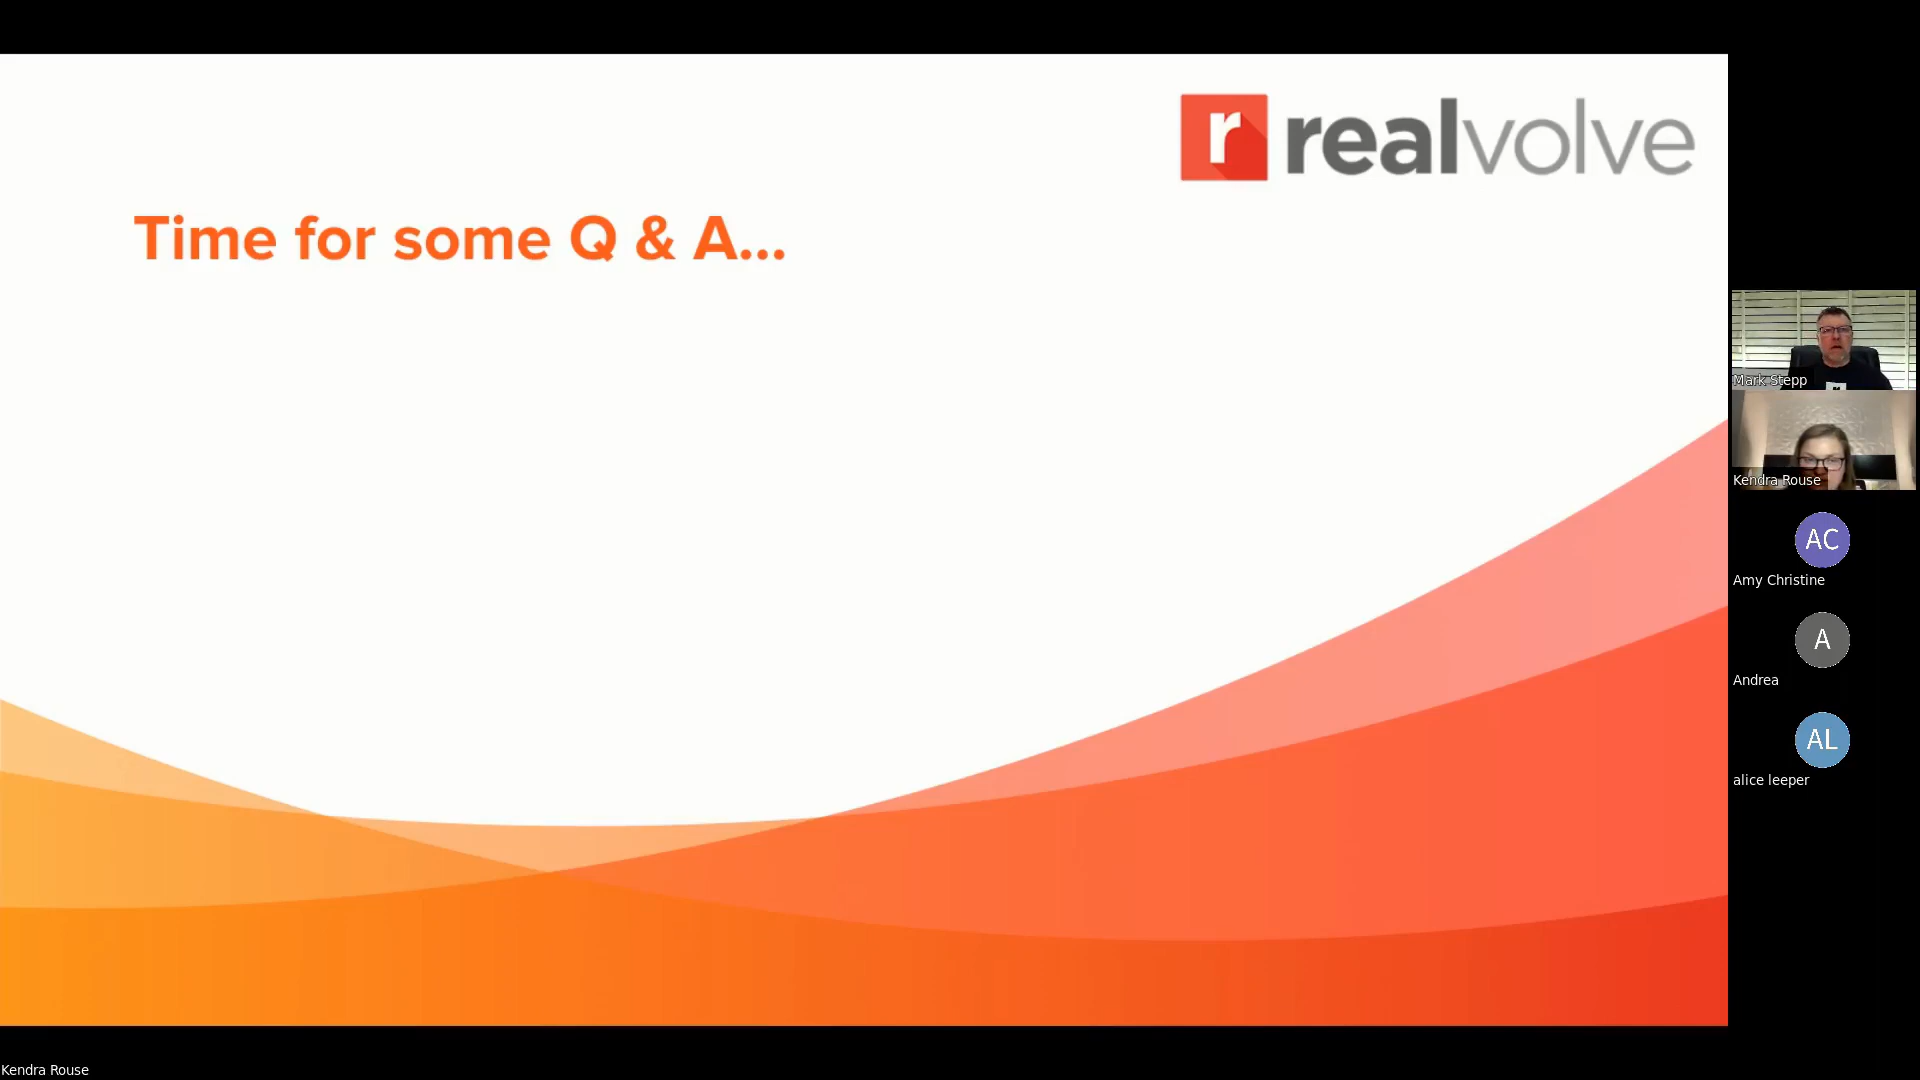 r realvolve
Time for some Q & A...
Mark Stepp
Kendra Rouse
AC
Amy Christine
A
Andrea
AL
alice leeper
Kendra Rouse